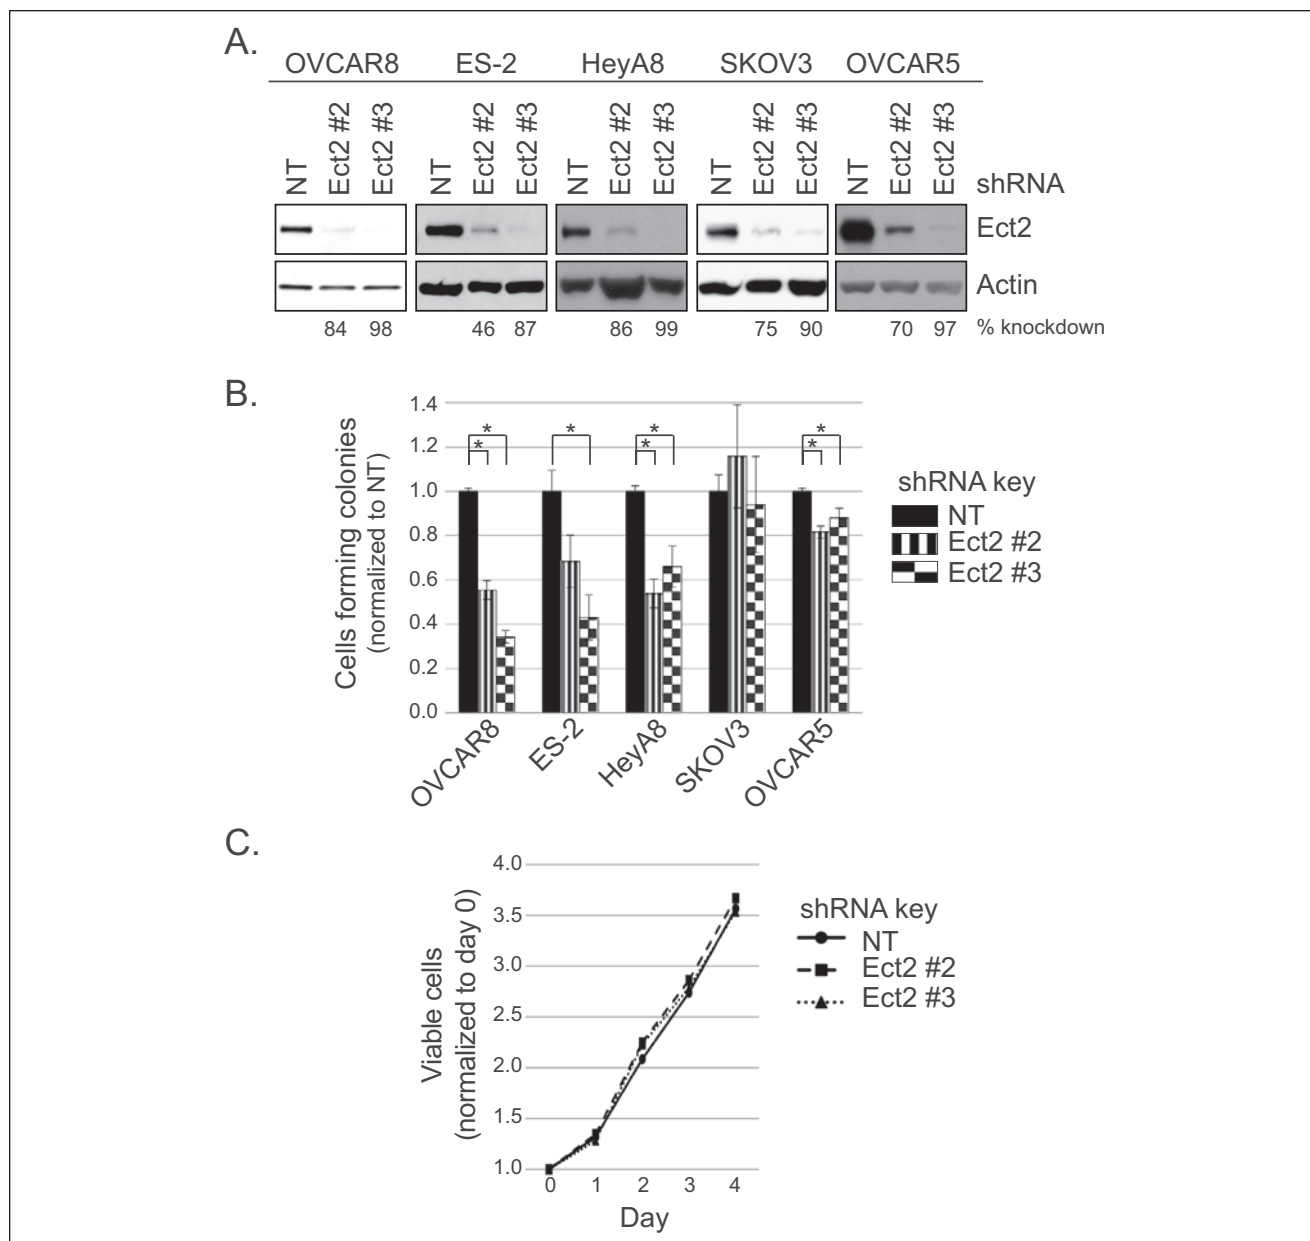 A.
OVCAR8 ES-2 HeyA8 SKOV3 OVCAR5
NT Ect2 #2 Ect2 #3 NT Ect2 #2 Ect2 #3 NT Ect2 #2 Ect2 #3 NT Ect2 #2 Ect2 #3 NT Ect2 #2 Ect2 #3 shRNA
Ect2
Actin
84 98 46 87 86 99 75 90 70 97 % knockdown
B.
Cells forming colonies
(normalized to NT)
1.4
1.2
1.0
0.8
0.6
0.4
0.2
0.0
* * * * * * *
OVCAR8 ES-2 HeyA8 SKOV3 OVCAR5
shRNA key
NT
Ect2 #2
Ect2 #3
C.
Viable cells
(normalized to day 0)
4.0
3.5
3.0
2.5
2.0
1.5
1.0
0 1 2 3 4
Day
shRNA key
NT
Ect2 #2
Ect2 #3